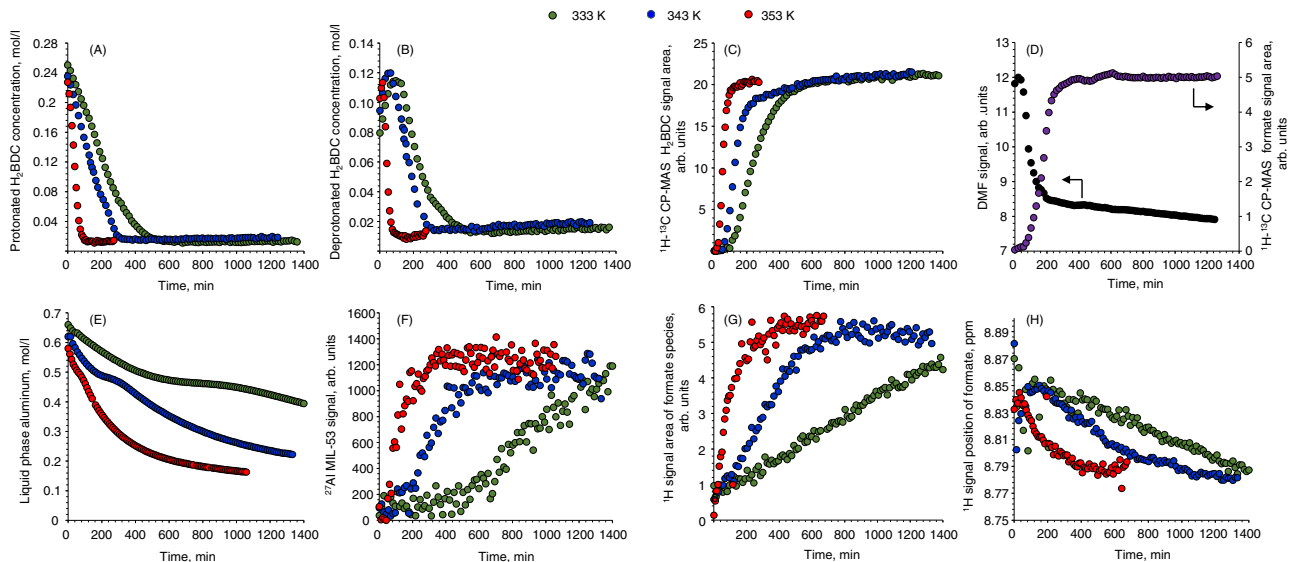 333 K 343 K 353 K
(A)
Protonated H₂BDC concentration, mol/l
0.28
0.24
0.2
0.16
0.12
0.08
0.04
0 200 400 600 800 1000 1200 1400
Time, min
(B)
Deprotonated H₂BDC concentration, mol/l
0.14
0.12
0.10
0.08
0.06
0.04
0.02
0
0 200 400 600 800 1000 1200 1400
Time, min
(C)
¹H-¹³C CP-MAS H₂BDC signal area,
arb. units
25
20
15
10
5
0
0 200 400 600 800 1000 1200 1400
Time, min
(D)
DMF signal, arb .units
13
12
11
10
9
8
7
6
5
4
3
2
1
0
¹H-¹³C CP-MAS formate signal area,
arb. units
0 200 400 600 800 1000 1200 1400
Time, min
(E)
Liquid phase aluminum, mol/l
0.7
0.6
0.5
0.4
0.3
0.2
0.1
0
0 200 400 600 800 1000 1200 1400
Time, min
(F)
²⁷Al MIL-53 signal, arb. units
1600
1400
1200
1000
800
600
400
200
0
0 200 400 600 800 1000 1200 1400
Time, min
(G)
¹H signal area of formate species,
arb. units
6
5
4
3
2
1
0
0 200 400 600 800 1000 1200 1400
Time, min
(H)
¹H signal position of formate, ppm
8.89
8.87
8.85
8.83
8.81
8.79
8.77
8.75
0 200 400 600 800 1000 1200 1400
Time, min